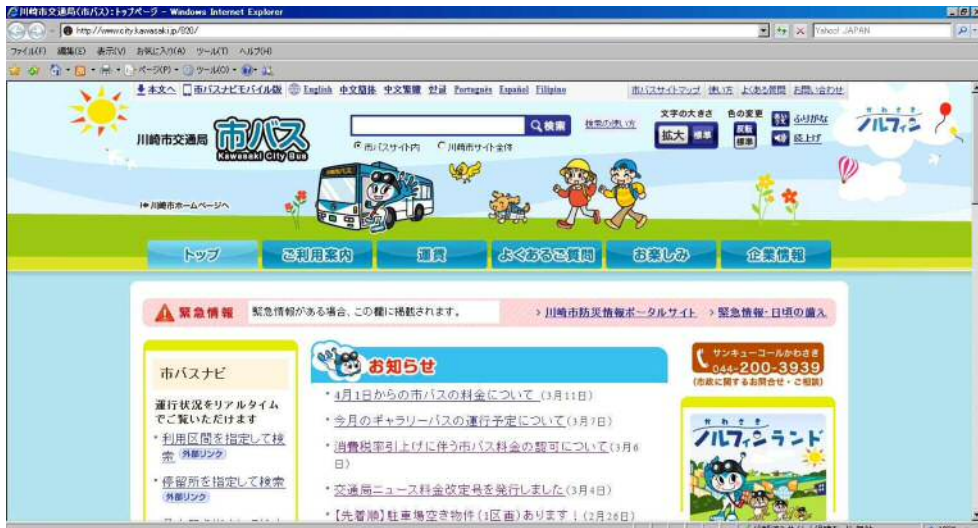 川崎市交通局(市バス):トップページ - Windows Internet Explorer
http://www.city.kawasaki.jp/820/
Yahoo! JAPAN
ファイル(F) 編集(E) 表示(V) お気に入り(A) ツール(T) ヘルプ(H)
ページ(P) ツール(O)
本文へ 市バスナビモバイル版 English 中文簡体 中文繁體 한글 Português Español Filipino 市バスサイトマップ 使い方 よくある質問 お問い合わせ
川崎市交通局 市バス
Kawasaki City Bus
検索 検索の使い方
市バスサイト内 川崎市サイト全体
文字の大きさ 色の変更
拡大 標準 反転 標準
ふりがな
読上げ
かわさき
ノルフィン
川崎市ホームページへ
市バス
トップ ご利用案内 運賃 よくあるご質問 お楽しみ 企業情報
緊急情報 緊急情報がある場合、この欄に掲載されます。 川崎市防災情報ポータルサイト 緊急情報・日頃の備え
市バスナビ
運行状況をリアルタイム
でご覧いただけます
・利用区間を指定して検
索 外部リンク
・停留所を指定して検索
外部リンク
お知らせ
・4月1日からの市バスの料金について(3月11日)
・今月のギャラリーバスの運行予定について(3月7日)
・消費税率引上げに伴う市バス料金の認可について(3月6
日)
・交通局ニュース料金改定号を発行しました(3月4日)
・【先着順】駐車場空き物件(1区画)あります!(2月26日)
サンキューコールかわさき
044-200-3939
(市政に関するお問合せ・ご相談)
かわさき
ノルフィンランド